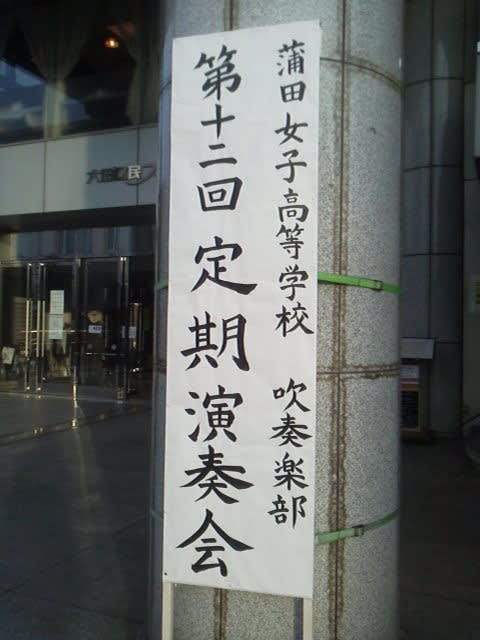 蒲田女子高等学校 吹奏楽部
第十二回 定期演奏会